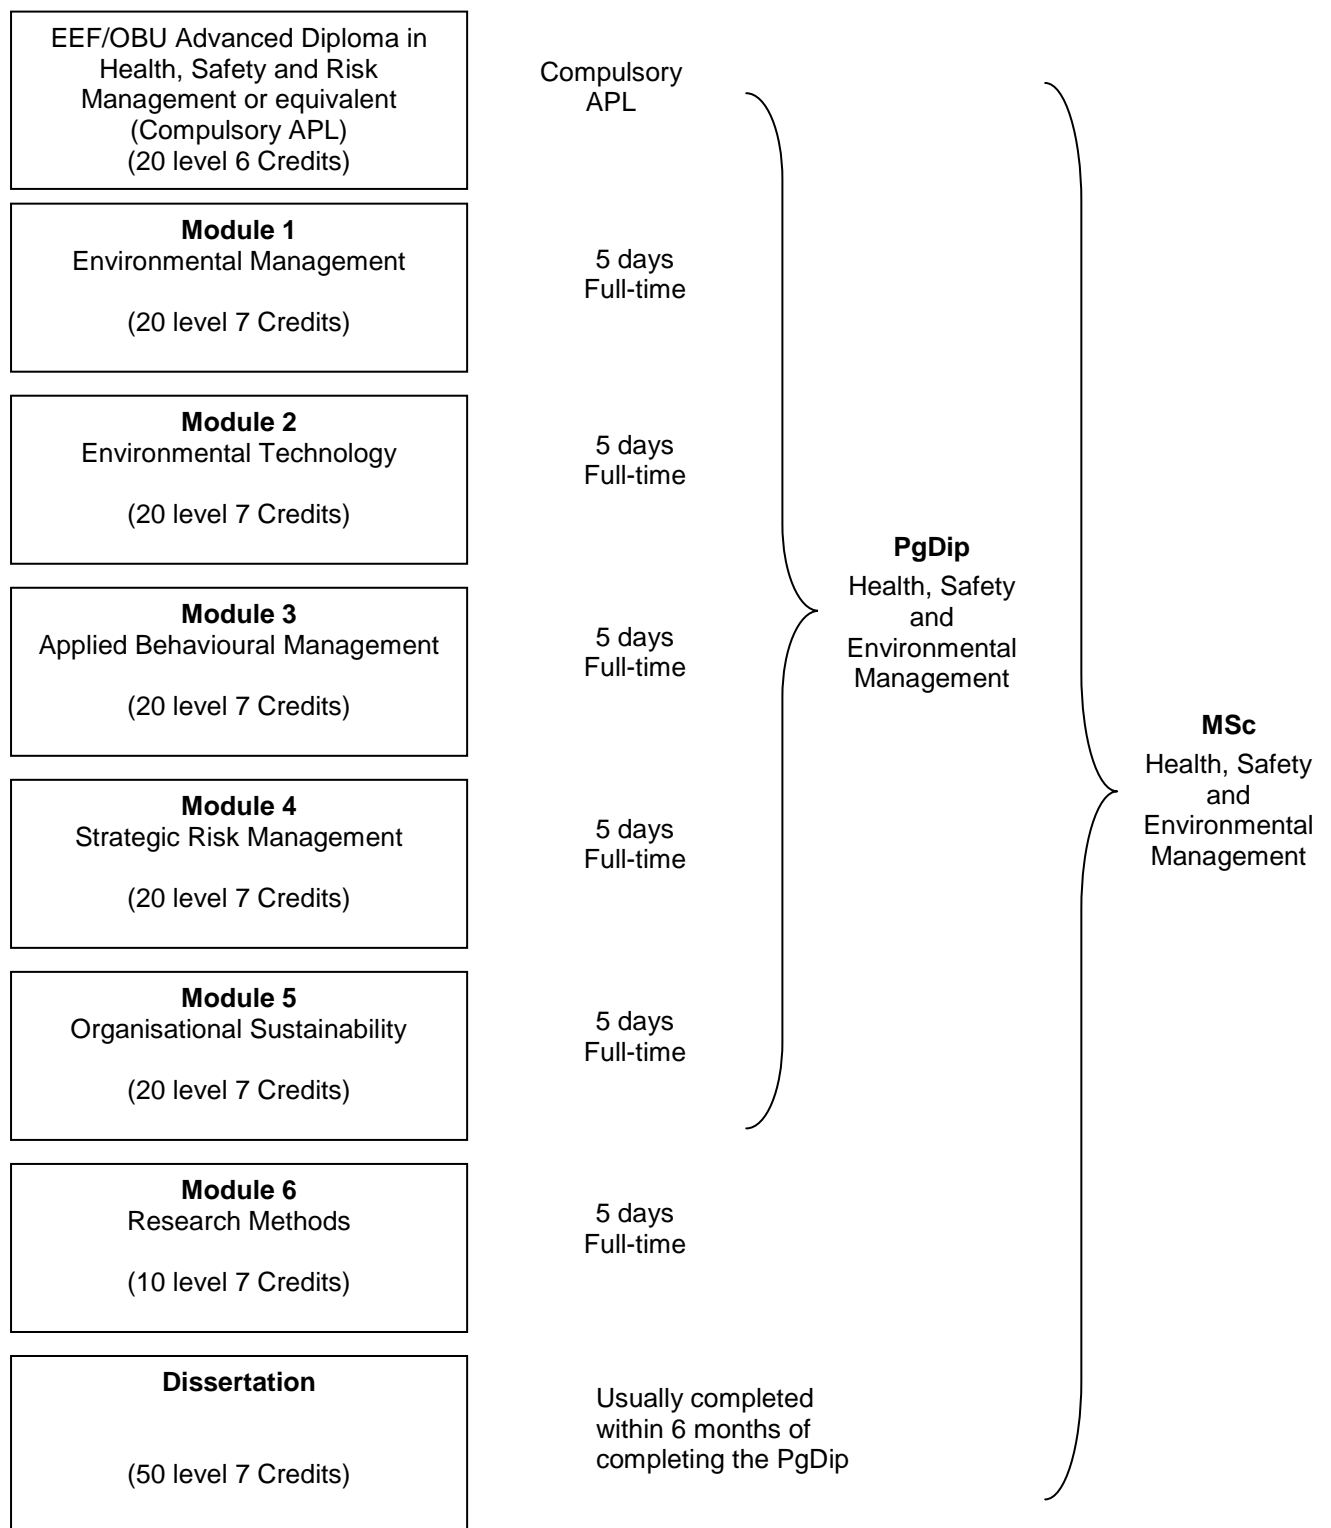 EEF/OBU Advanced Diploma in
Health, Safety and Risk
Management or equivalent
(Compulsory APL)
(20 level 6 Credits)
Compulsory
APL
Module 1
Environmental Management
(20 level 7 Credits)
5 days
Full-time
Module 2
Environmental Technology
(20 level 7 Credits)
5 days
Full-time
Module 3
Applied Behavioural Management
(20 level 7 Credits)
5 days
Full-time
Module 4
Strategic Risk Management
(20 level 7 Credits)
5 days
Full-time
Module 5
Organisational Sustainability
(20 level 7 Credits)
5 days
Full-time
Module 6
Research Methods
(10 level 7 Credits)
5 days
Full-time
Dissertation
(50 level 7 Credits)
Usually completed
within 6 months of
completing the PgDip
PgDip
Health, Safety
and
Environmental
Management
MSc
Health, Safety
and
Environmental
Management